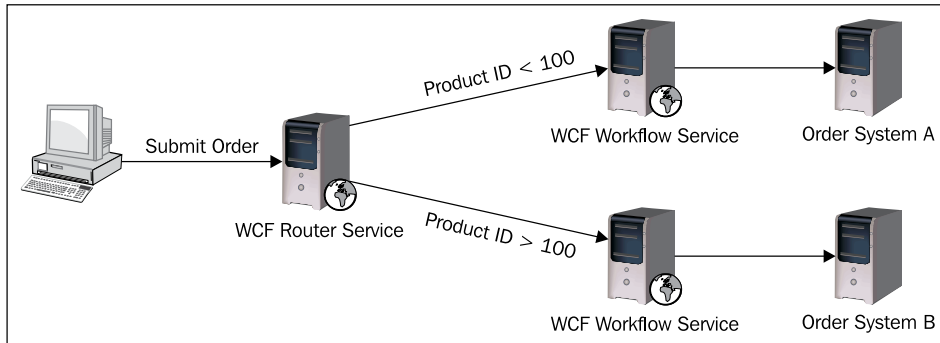 Submit Order
WCF Router Service
Product ID < 100
Product ID > 100
WCF Workflow Service
Order System A
WCF Workflow Service
Order System B